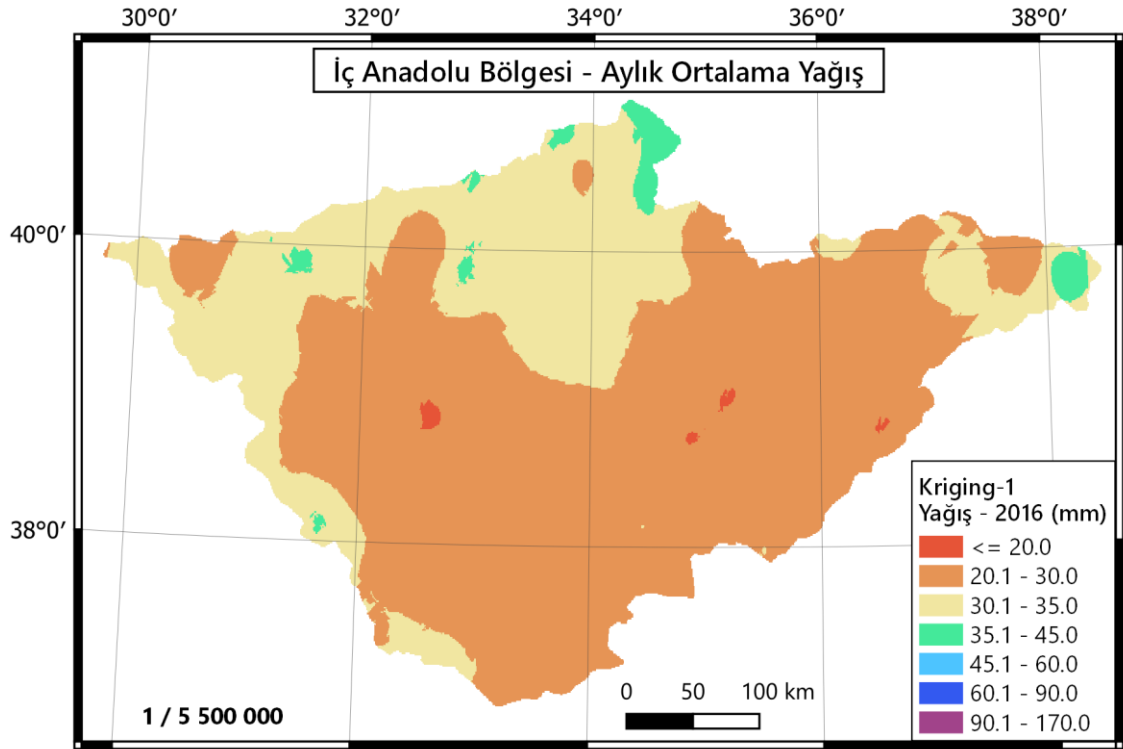 30°0′ 32°0′ 34°0′ 36°0′ 38°0′
İç Anadolu Bölgesi - Aylık Ortalama Yağış
40°0′
38°0′
Kriging-1
Yağış - 2016 (mm)
<= 20.0
20.1 - 30.0
30.1 - 35.0
35.1 - 45.0
45.1 - 60.0
60.1 - 90.0
90.1 - 170.0
0 50 100 km
1 / 5 500 000